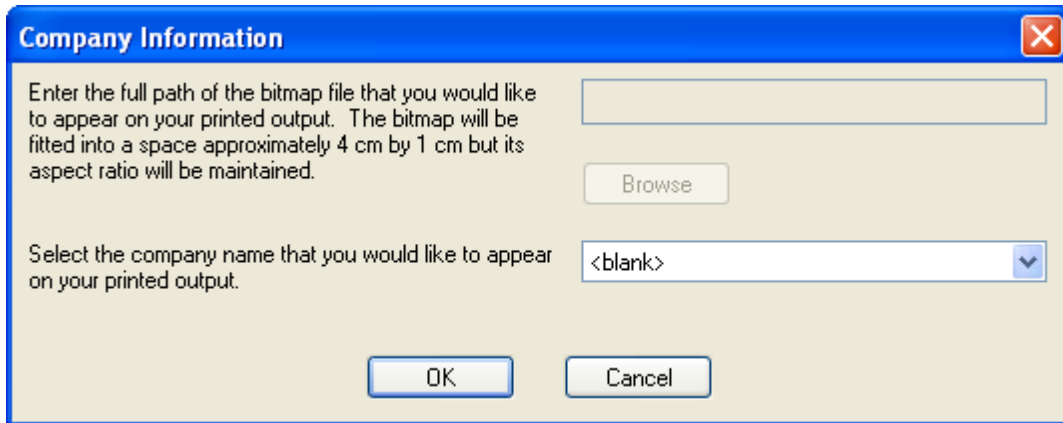 Company Information
Enter the full path of the bitmap file that you would like
to appear on your printed output.  The bitmap will be
fitted into a space approximately 4 cm by 1 cm but its
aspect ratio will be maintained.
Browse
Select the company name that you would like to appear
on your printed output.
<blank>
OK
Cancel